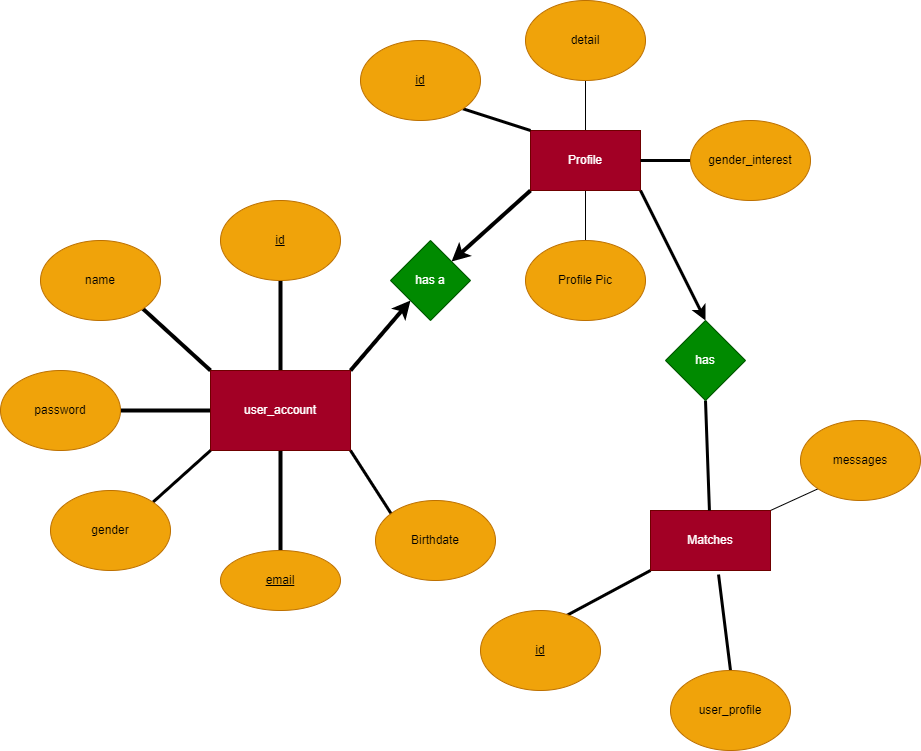 detail
id
Profile
gender_interest
id
name
has a
Profile Pic
has
password
user_account
messages
gender
Birthdate
Matches
email
id
user_profile